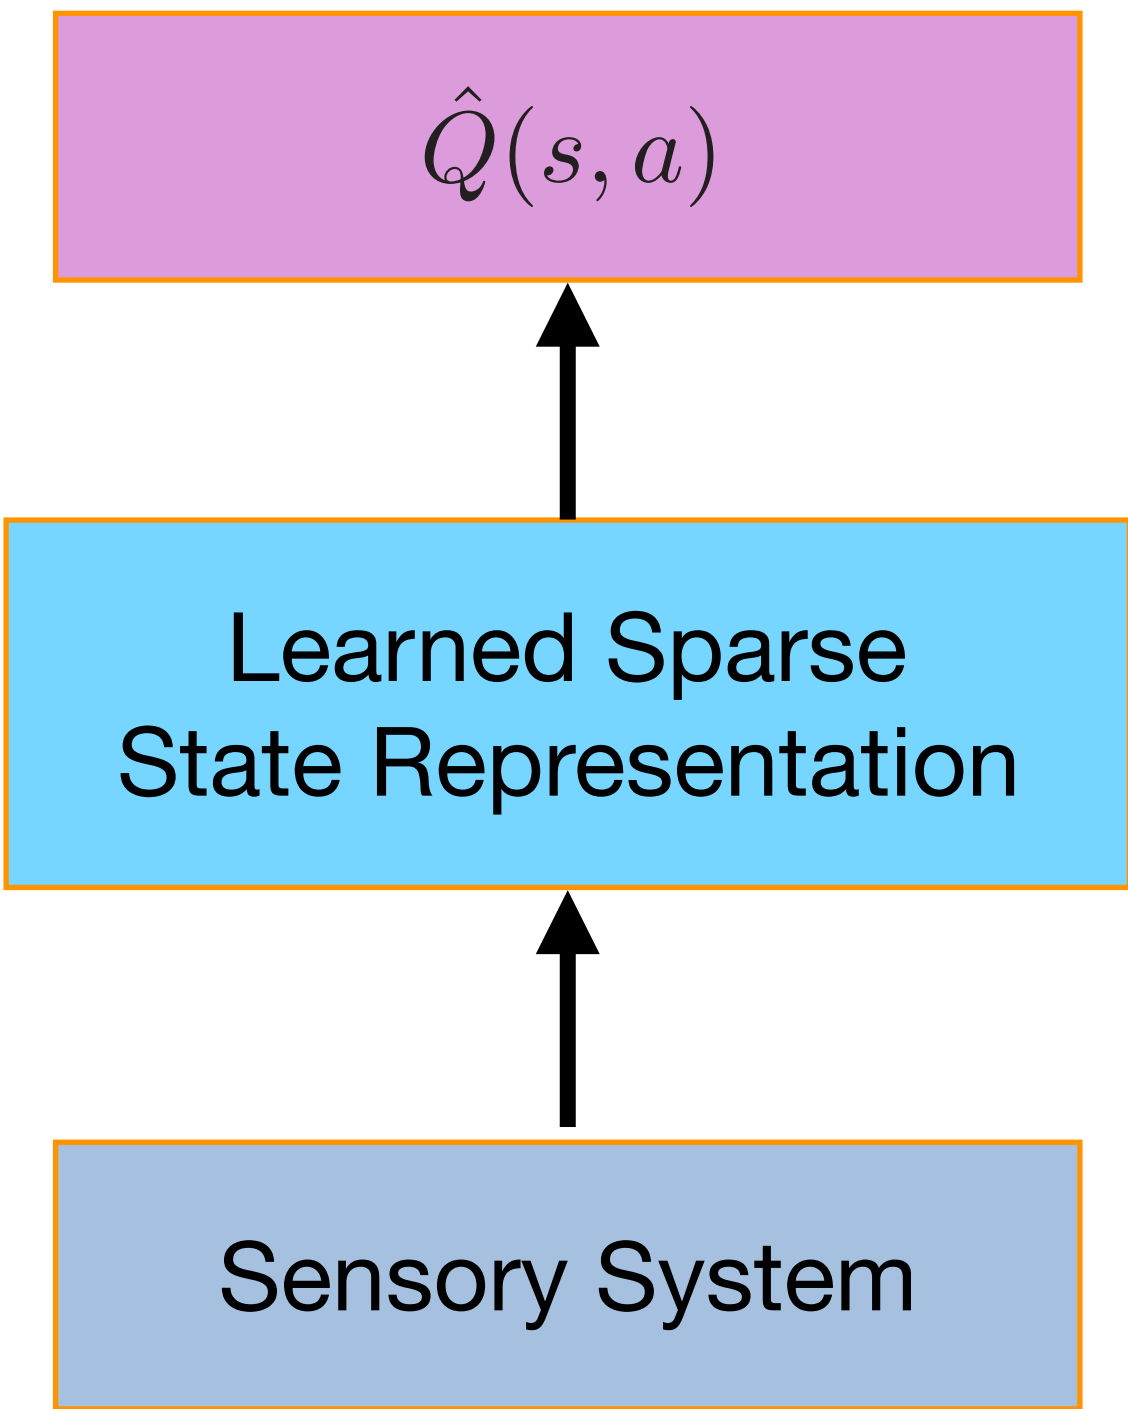 Q̂(s, a)
Learned Sparse
State Representation
Sensory System